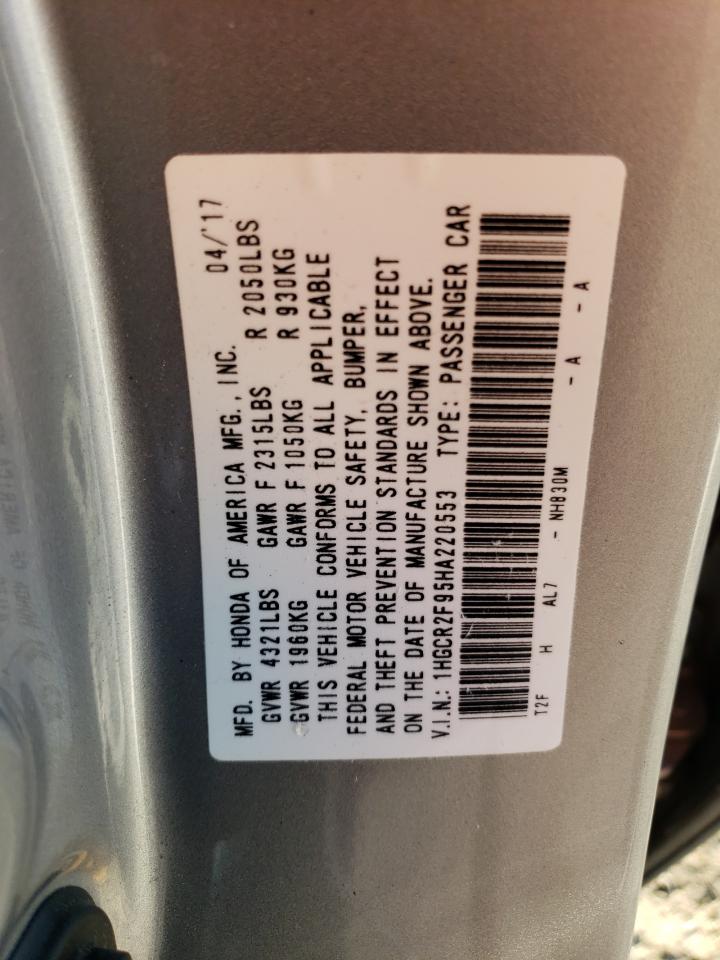 MFD. BY HONDA OF AMERICA MFG., INC. 04/'17
GVWR 4321LBS GAWR F 2315LBS R 2050LBS
GVWR 1960KG GAWR F 1050KG R 930KG
THIS VEHICLE CONFORMS TO ALL APPLICABLE
FEDERAL MOTOR VEHICLE SAFETY, BUMPER,
AND THEFT PREVENTION STANDARDS IN EFFECT
ON THE DATE OF MANUFACTURE SHOWN ABOVE.
V.I.N.: 1HGCR2F95HA220553 TYPE: PASSENGER CAR
T2F H AL7 - NH830M - A - A